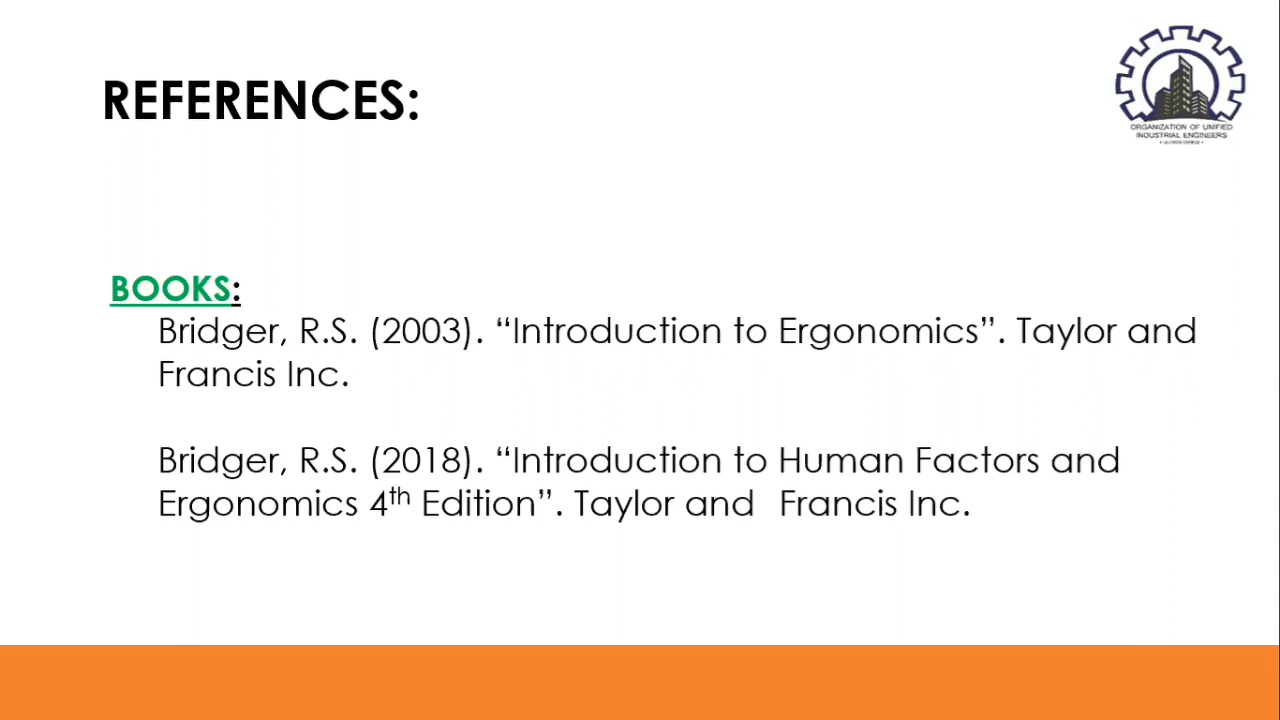 REFERENCES:
ORGANIZATION OF UNIFIED
INDUSTRIAL ENGINEERS
BOOKS:
Bridger, R.S. (2003). “Introduction to Ergonomics”. Taylor and
Francis Inc.
Bridger, R.S. (2018). “Introduction to Human Factors and
Ergonomics 4th Edition”. Taylor and Francis Inc.